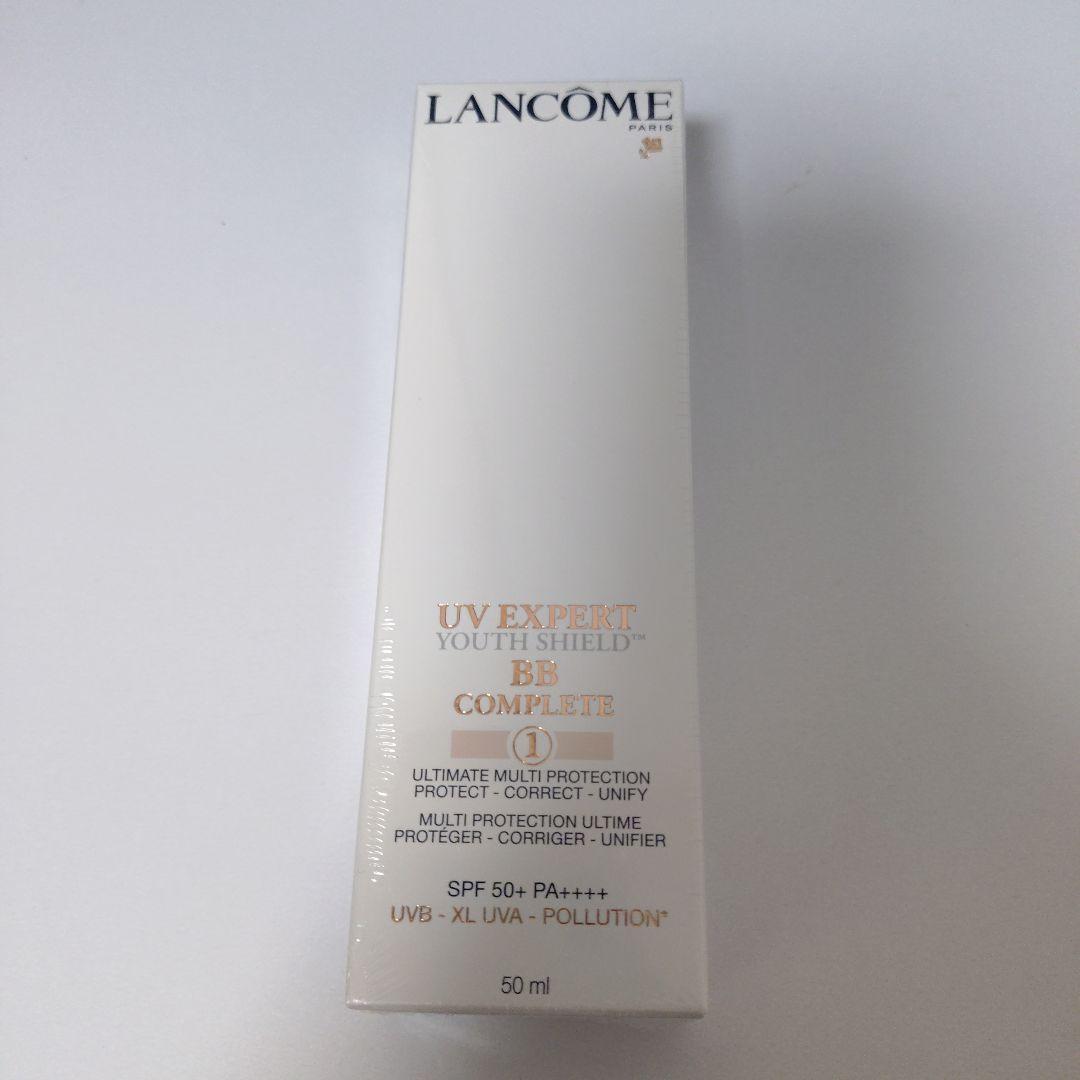 LANCÔME
PARIS
UV EXPERT
YOUTH SHIELD™
BB
COMPLETE
1
ULTIMATE MULTI PROTECTION
PROTECT - CORRECT - UNIFY
MULTI PROTECTION ULTIME
PROTÉGER - CORRIGER - UNIFIER
SPF 50+ PA++++
UVB - XL UVA - POLLUTION*
50 ml